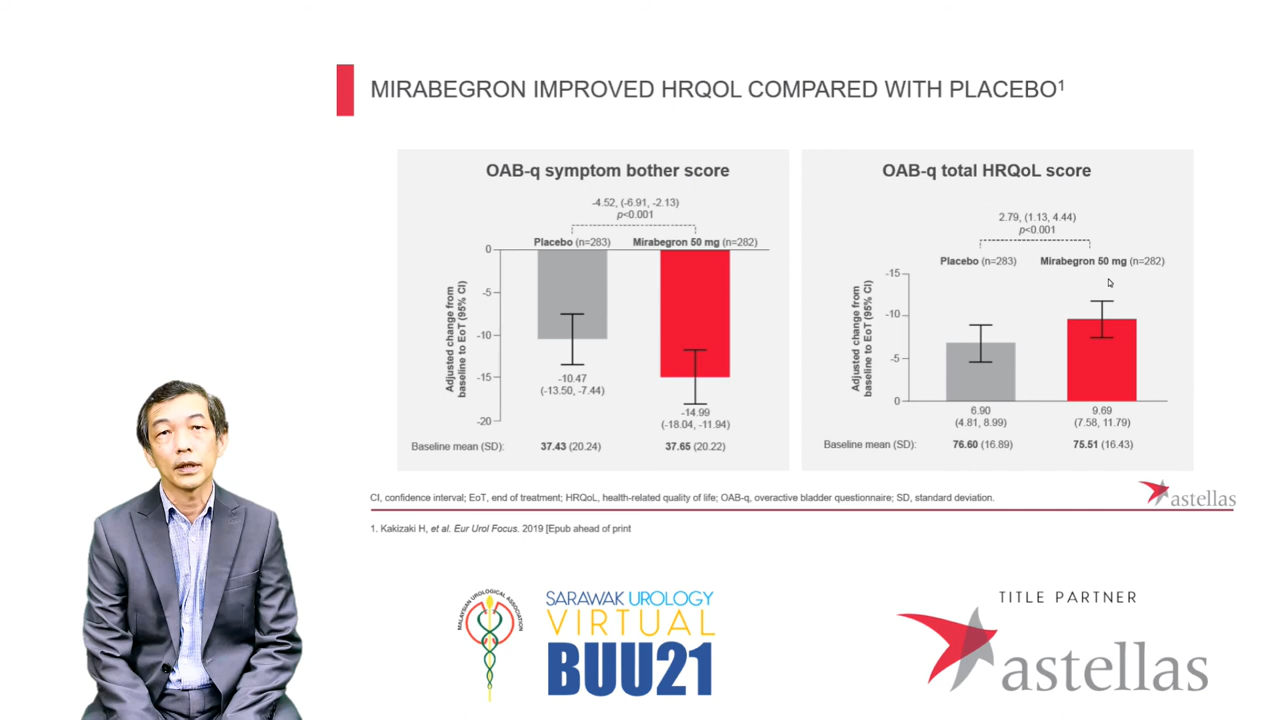 MIRABEGRON IMPROVED HRQOL COMPARED WITH PLACEBO¹
OAB-q symptom bother score
-4.52, (-6.91, -2.13)
p<0.001
Placebo (n=283)
Mirabegron 50 mg (n=282)
Adjusted change from
baseline to EoT (95% CI)
0
-5
-10
-15
-20
-10.47
(-13.50, -7.44)
-14.99
(-18.04, -11.94)
Baseline mean (SD):
37.43 (20.24)
37.65 (20.22)
OAB-q total HRQoL score
2.79, (1.13, 4.44)
p<0.001
Placebo (n=283)
Mirabegron 50 mg (n=282)
Adjusted change from
baseline to EoT (95% CI)
-15
-10
-5
0
6.90
(4.81, 8.99)
9.69
(7.58, 11.79)
Baseline mean (SD):
76.60 (16.89)
75.51 (16.43)
CI, confidence interval; EoT, end of treatment; HRQoL, health-related quality of life; OAB-q, overactive bladder questionnaire; SD, standard deviation.
astellas
1. Kakizaki H, et al. Eur Urol Focus. 2019 [Epub ahead of print
MALAYSIAN UROLOGICAL ASSOCIATION
SARAWAK UROLOGY
VIRTUAL
BUU21
TITLE PARTNER
astellas